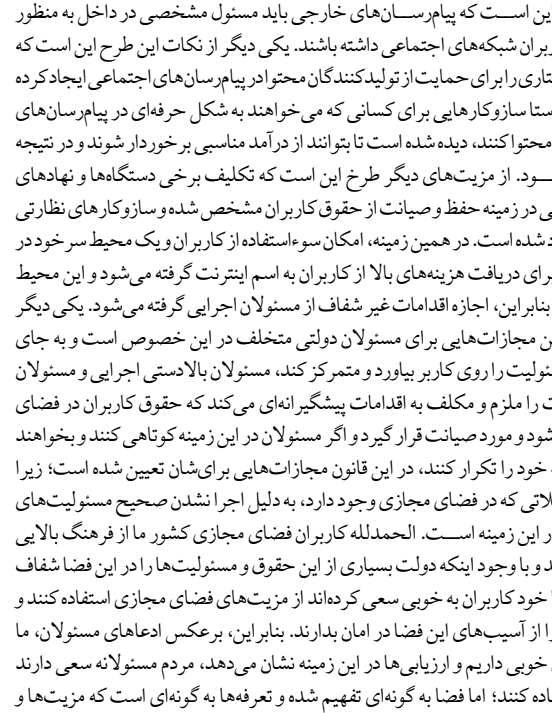 این است که پیام‌رسان‌های خارجی باید مسئول مشخصی در داخل به منظور
شبکه‌های اجتماعی داشته باشند. یکی دیگر از نکات این طرح این است که
را برای حمایت از تولیدکنندگان محتوا در پیام‌رسان‌های اجتماعی ایجاد کرده
سازوکارهایی برای کسانی که می‌خواهند به شکل حرفه‌ای در پیام‌رسان‌های
محتوا کنند، دیده شده است تا بتوانند از درآمد مناسبی برخوردار شوند و در نتیجه
از مزیت‌های دیگر طرح این است که تکلیف برخی دستگاه‌ها و نهادهای
در زمینه حفظ و صیانت از حقوق کاربران مشخص شده و سازوکارهای نظارتی
شده است. در همین زمینه، امکان سوءاستفاده از کاربران و یک محیط سر خود در
برای دریافت هزینه‌های بالا از کاربران به اسم اینترنت گرفته می‌شود و این محیط
بنابراین، اجازه اقدامات غیر شفاف از مسئولان اجرایی گرفته می‌شود. یکی دیگر
مجازات‌هایی برای مسئولان دولتی متخلف در این خصوص است و به جای
را روی کاربر بیاورد و متمرکز کند، مسئولان بالادستی اجرایی و مسئولان
را ملزم و مکلف به اقدامات پیشگیرانه‌ای می‌کند که حقوق کاربران در فضای
و مورد صیانت قرار گیرد و اگر مسئولان در این زمینه کوتاهی کنند و بخواهند
خود را تکرار کنند، در این قانون مجازات‌هایی برای‌شان تعیین شده است؛ زیرا
که در فضای مجازی وجود دارد، به دلیل اجرا نشدن صحیح مسئولیت‌های
این زمینه است. الحمدلله کاربران فضای مجازی کشور ما از فرهنگ بالایی
و با وجود اینکه دولت بسیاری از این حقوق و مسئولیت‌ها را در این فضا شفاف
خود کاربران به خوبی سعی کرده‌اند از مزیت‌های فضای مجازی استفاده کنند و
از آسیب‌های این فضا در امان بدارند. بنابراین، برعکس ادعاهای مسئولان، ما
خوبی داریم و ارزیابی‌ها در این زمینه نشان می‌دهد، مردم مسئولانه سعی دارند
کنند؛ اما فضا به گونه‌ای تفهیم شده و تعرفه‌ها به گونه‌ای است که مزیت‌ها و